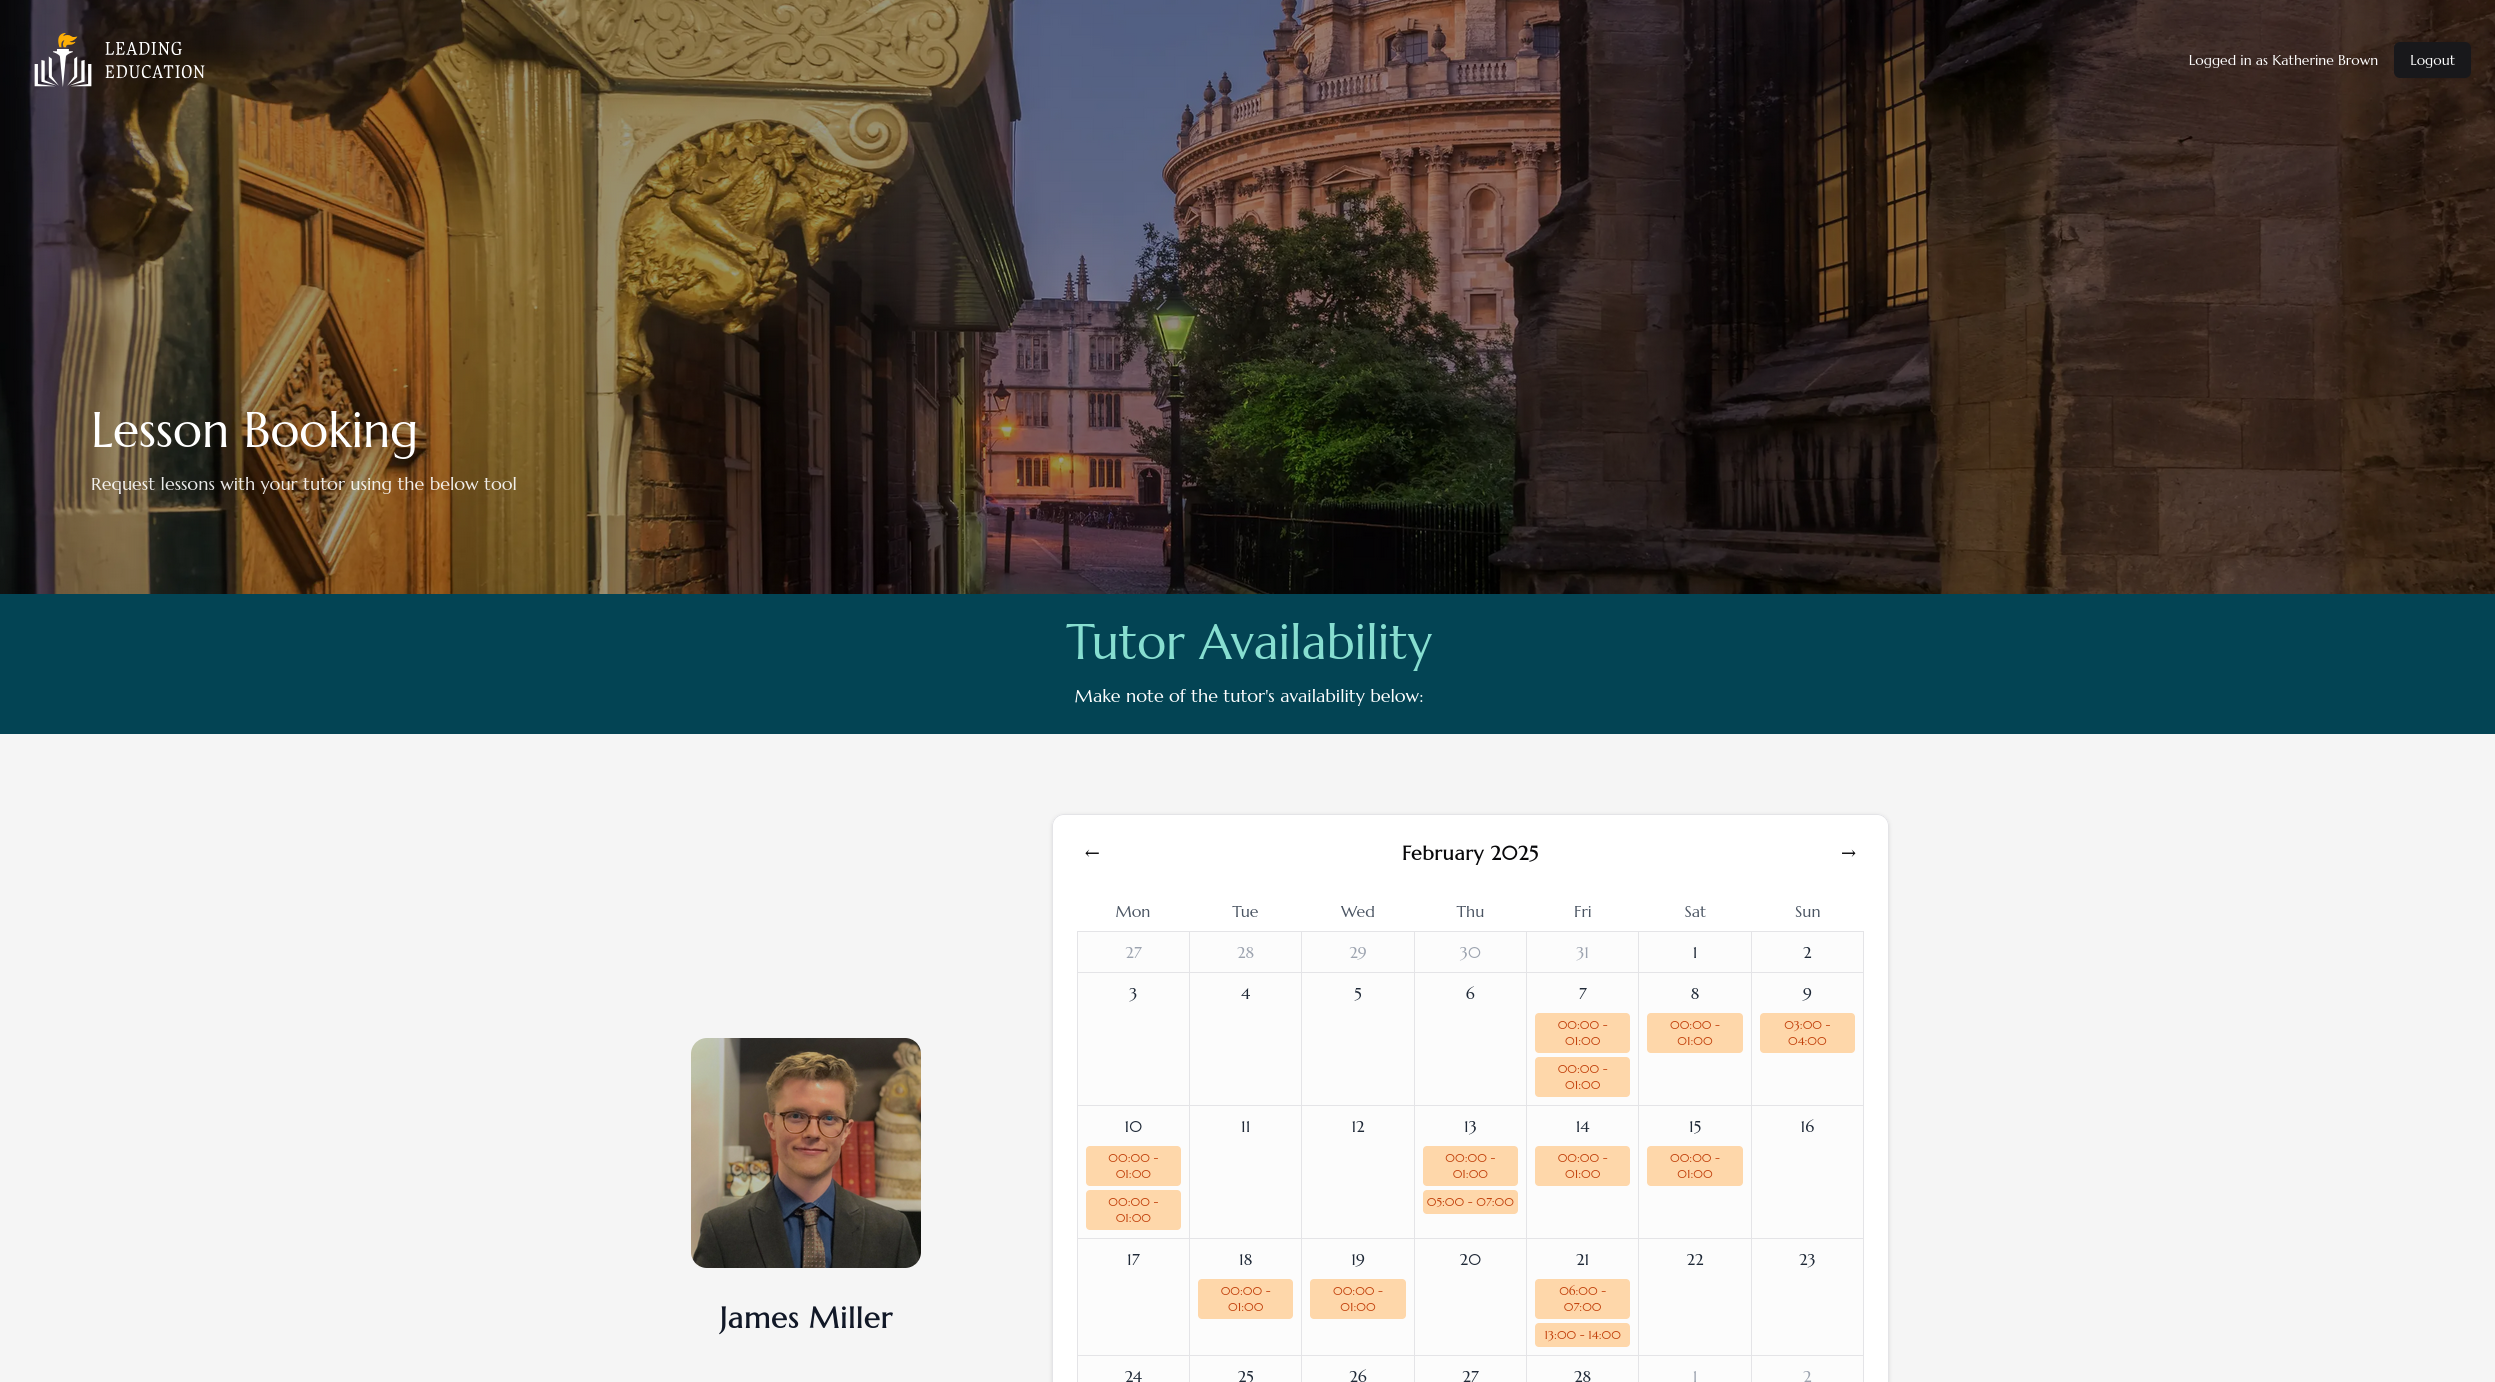 LEADING
EDUCATION
Logged in as Katherine Brown
Logout
Lesson Booking
Request lessons with your tutor using the below tool
Tutor Availability
Make note of the tutor's availability below:
← February 2025 →
Mon Tue Wed Thu Fri Sat Sun
27 28 29 30 31 1 2
3 4 5 6 7 8 9
00:00 - 00:00 - 03:00 -
01:00 01:00 04:00
00:00 -
01:00
10 11 12 13 14 15 16
00:00 - 00:00 - 00:00 - 00:00 -
01:00 01:00 01:00 01:00
00:00 - 05:00 - 07:00
01:00
17 18 19 20 21 22 23
00:00 - 00:00 - 06:00 -
01:00 01:00 07:00
13:00 - 14:00
James Miller
24 25 26 27 28 1 2